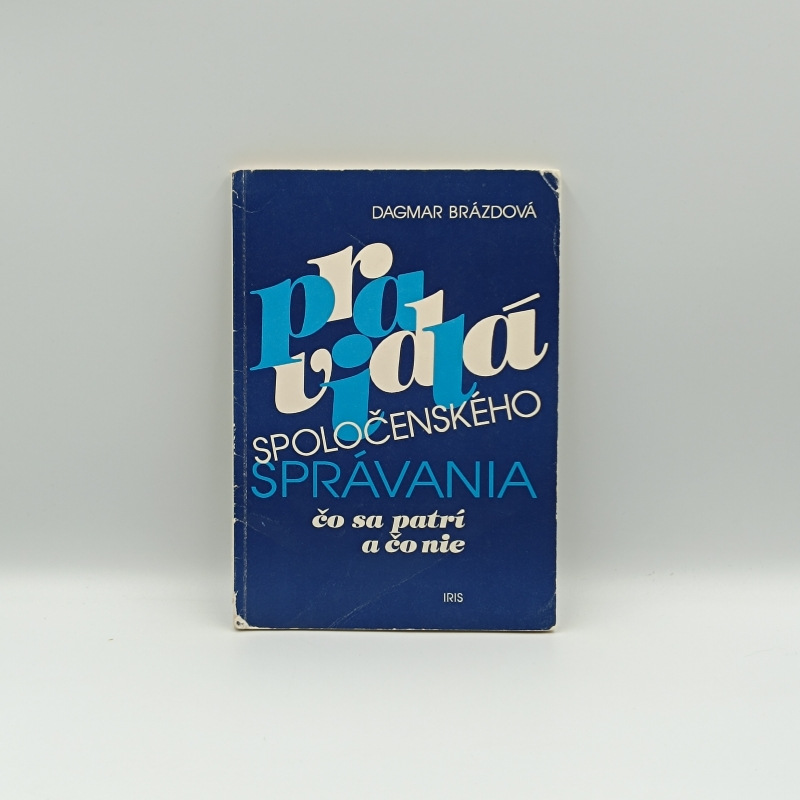 DAGMAR BRÁZDOVÁ
pravidlá
SPOLOČENSKÉHO
SPRÁVANIA
čo sa patrí
a čo nie
IRIS